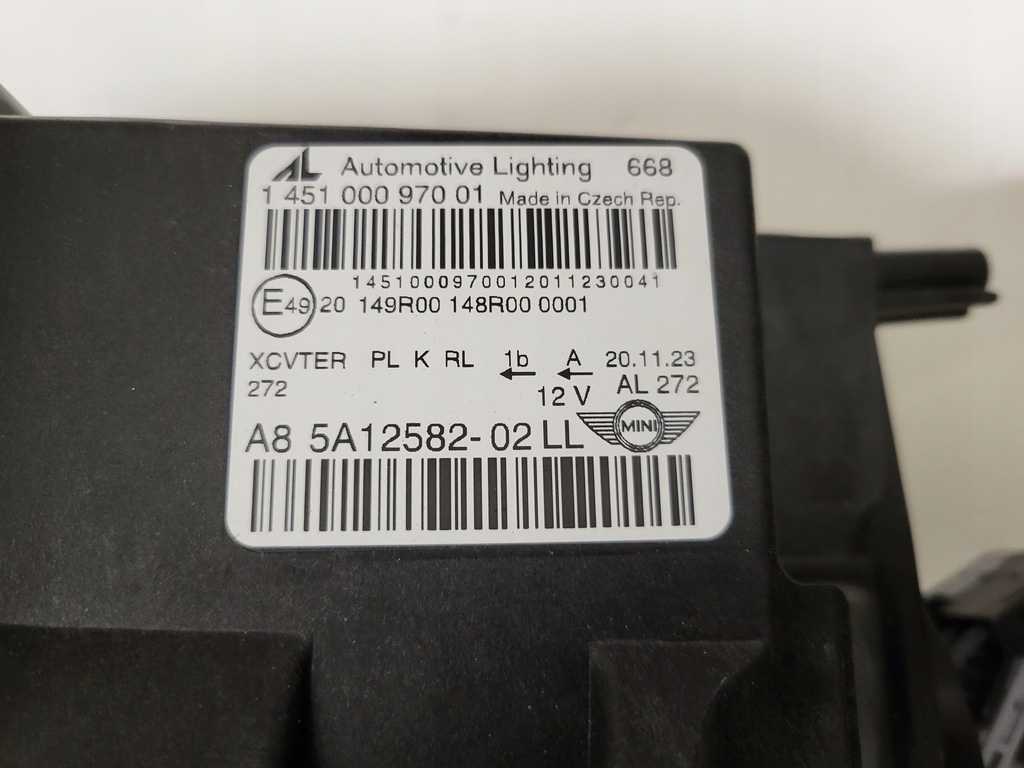 AL Automotive Lighting 668
1 451 000 970 01 Made in Czech Rep.
1451000970012011230041
E49 20 149R00 148R00 0001
XCVTER PL K RL 1b A 20.11.23
272 12 V AL 272
A8 5A12582-02 LL MINI